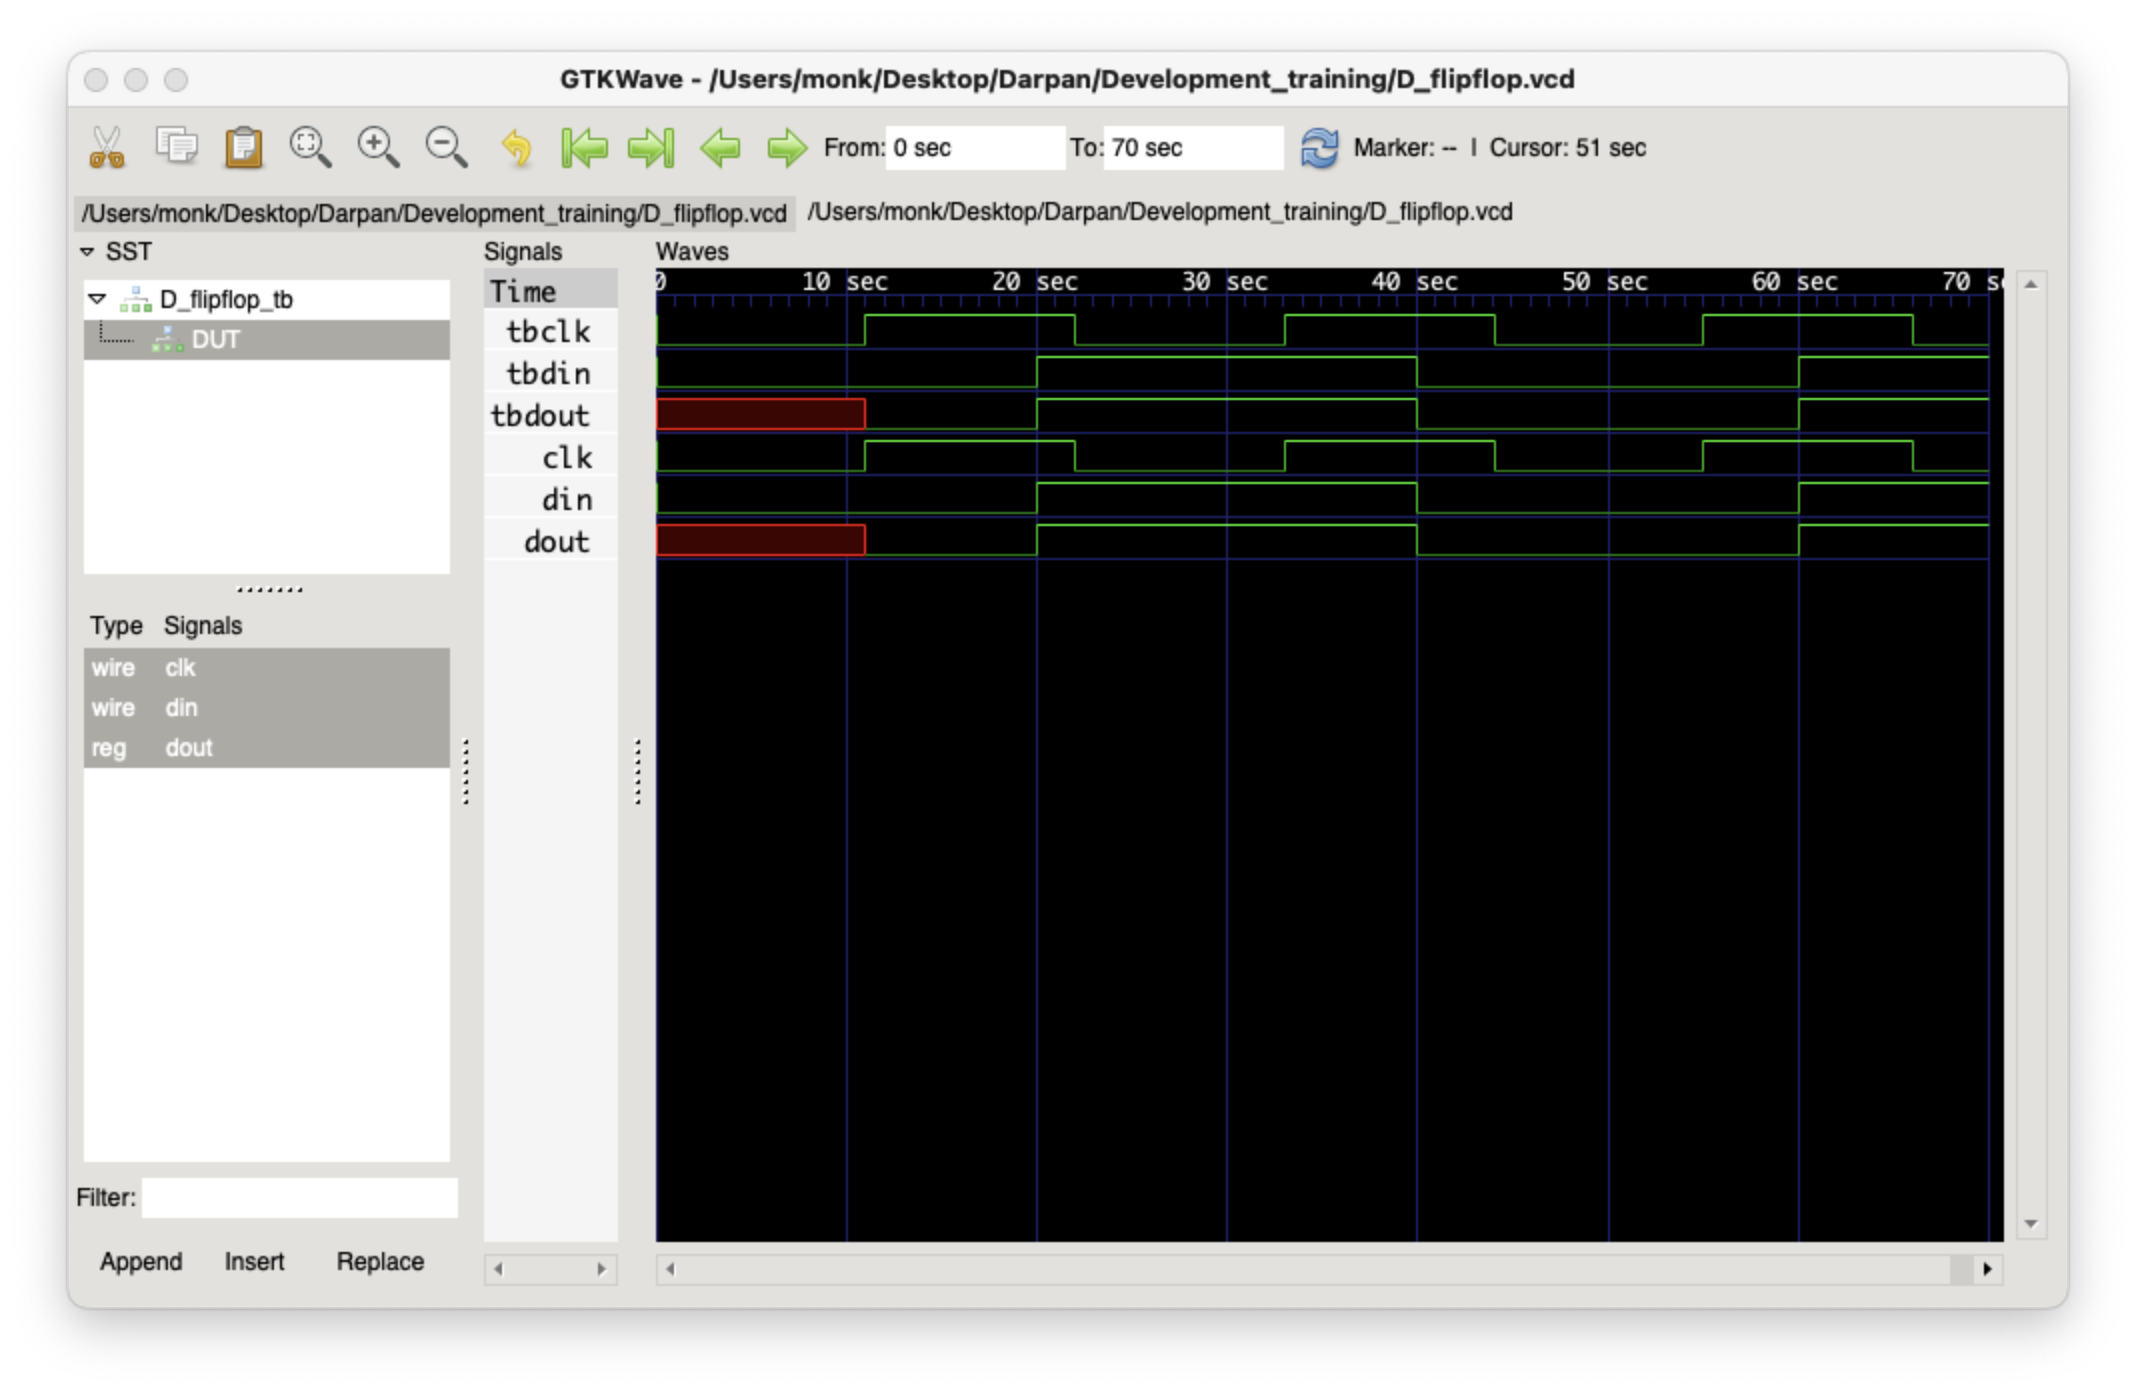 GTKWave - /Users/monk/Desktop/Darpan/Development_training/D_flipflop.vcd
From: 0 sec To: 70 sec Marker: -- | Cursor: 51 sec
/Users/monk/Desktop/Darpan/Development_training/D_flipflop.vcd /Users/monk/Desktop/Darpan/Development_training/D_flipflop.vcd
SST
D_flipflop_tb
DUT
Type Signals
wire clk
wire din
reg dout
Filter:
Append Insert Replace
Signals
Time
tbclk
tbdin
tbdout
clk
din
dout
Waves
0 10 sec 20 sec 30 sec 40 sec 50 sec 60 sec 70 s